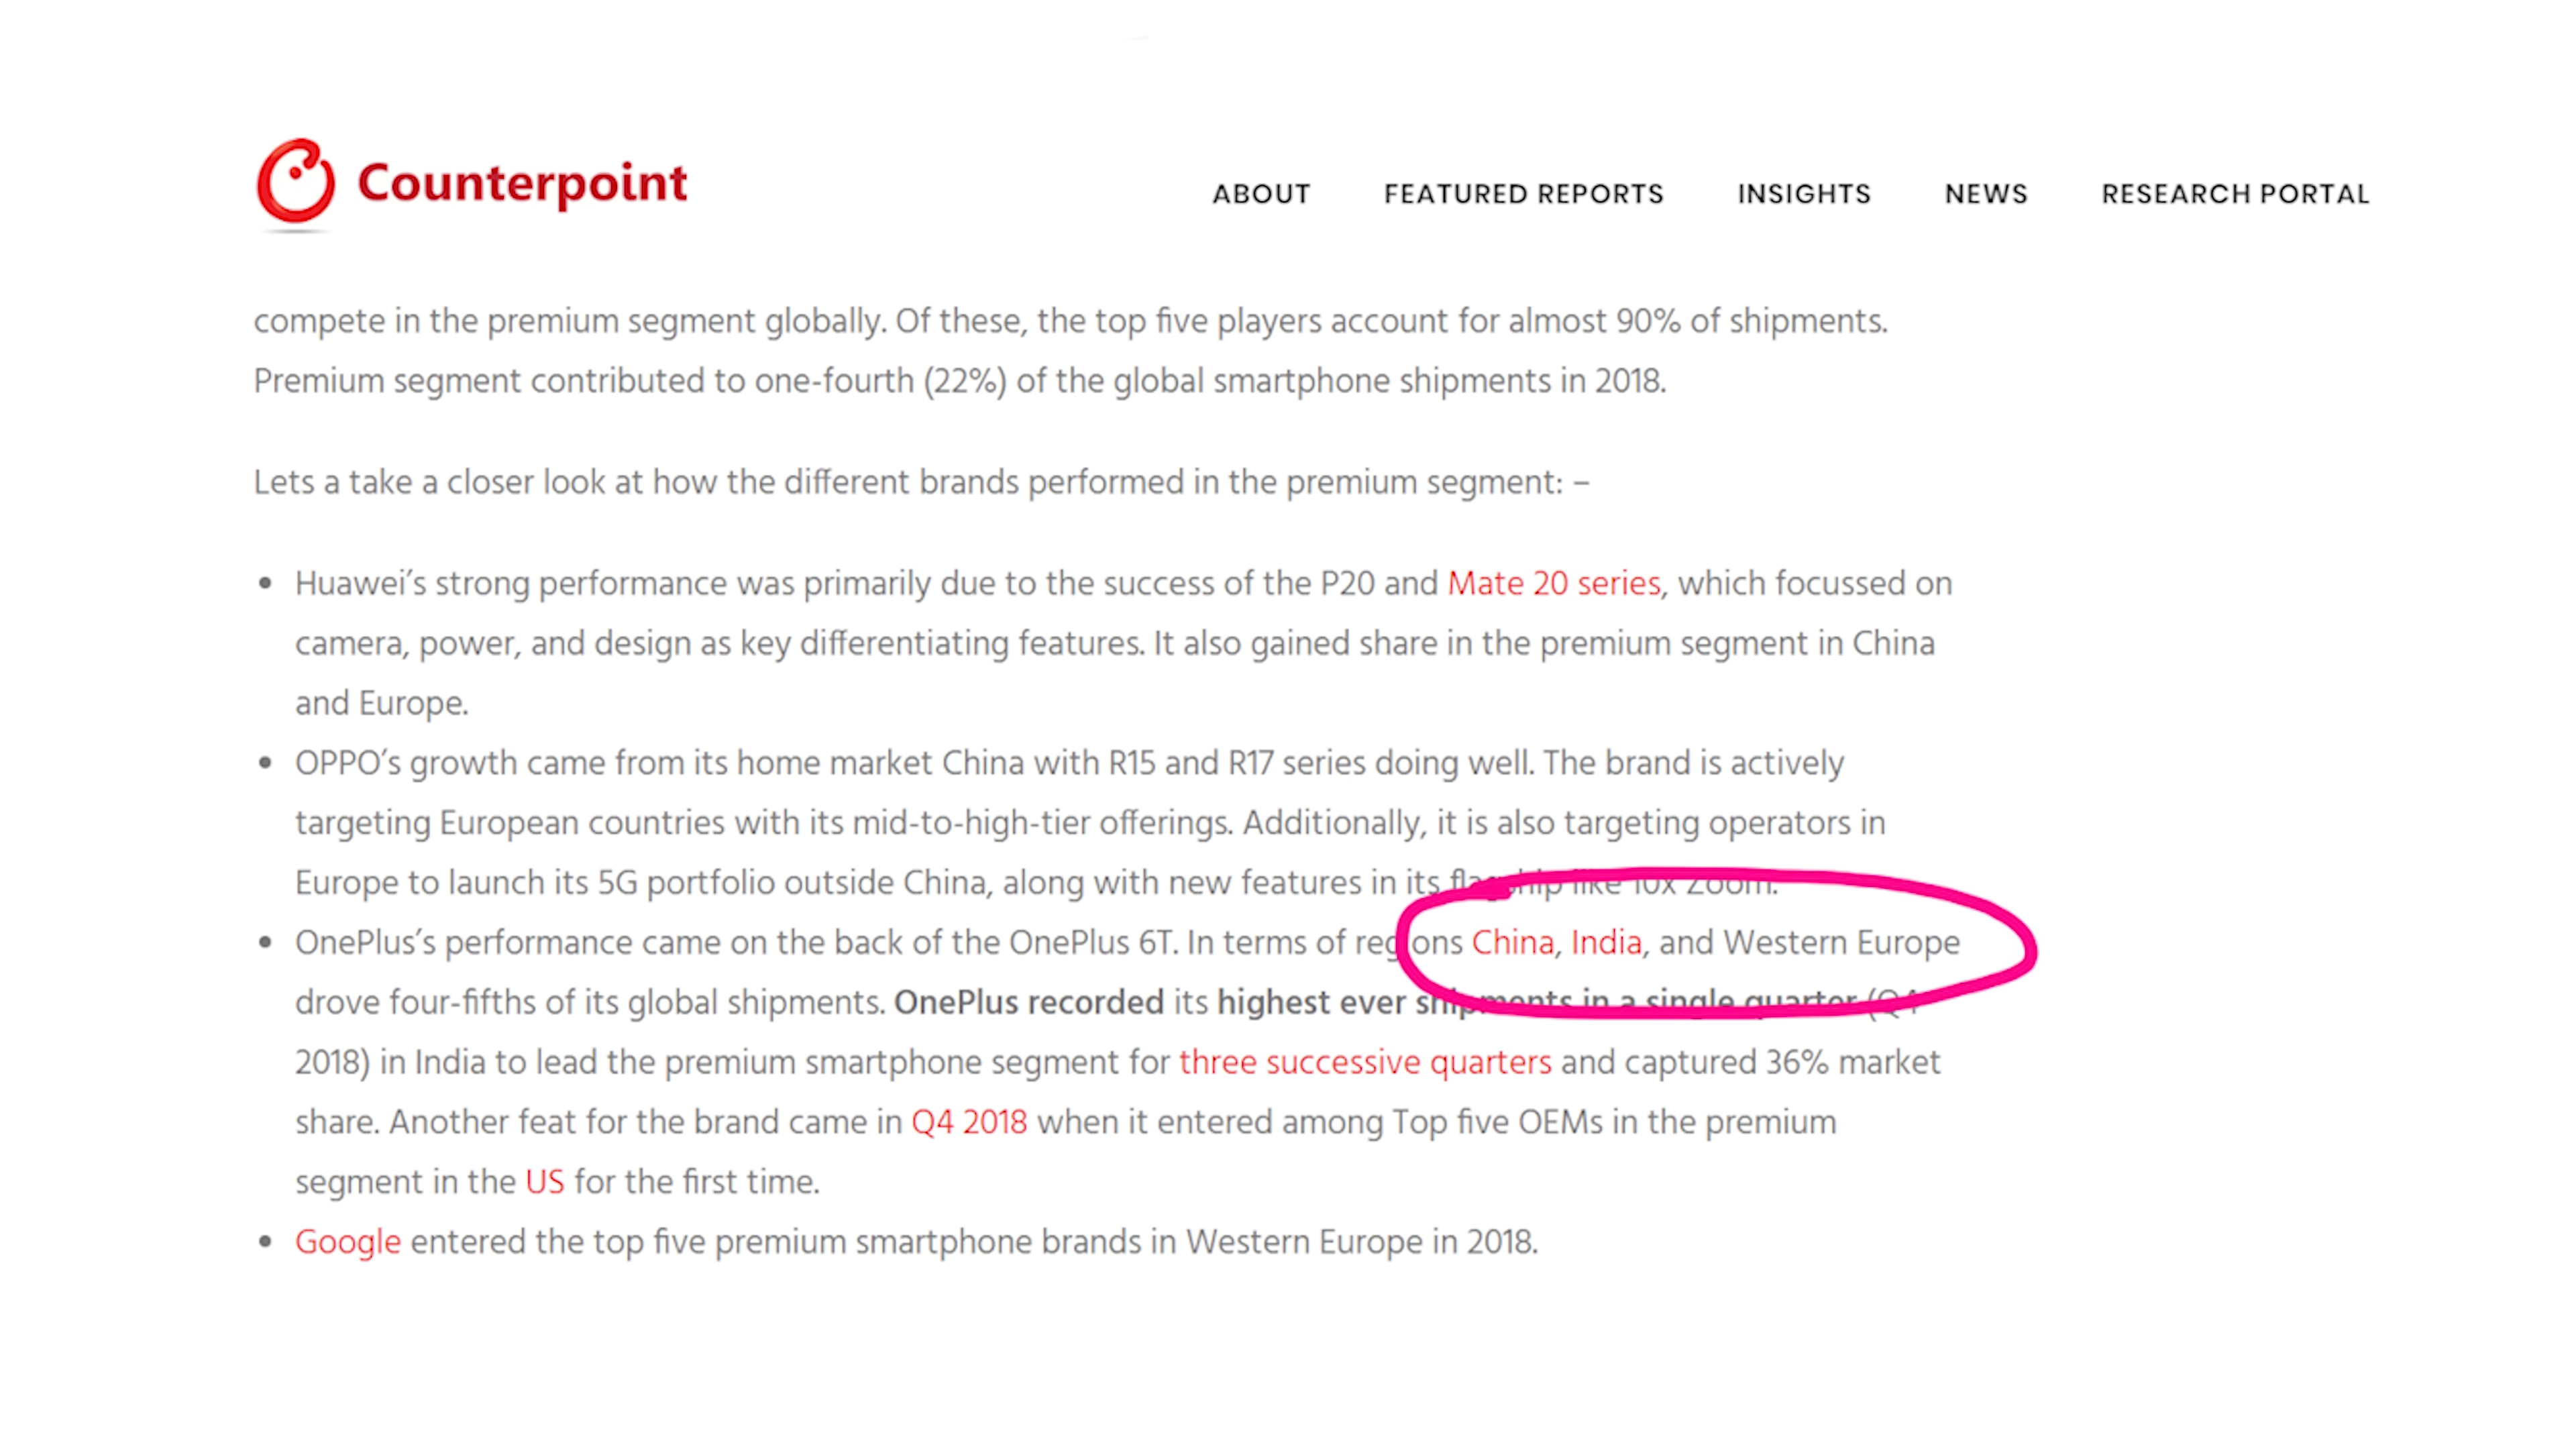 Counterpoint
ABOUT FEATURED REPORTS INSIGHTS NEWS RESEARCH PORTAL
compete in the premium segment globally. Of these, the top five players account for almost 90% of shipments.
Premium segment contributed to one-fourth (22%) of the global smartphone shipments in 2018.
Lets a take a closer look at how the different brands performed in the premium segment: –
• Huawei’s strong performance was primarily due to the success of the P20 and Mate 20 series, which focussed on
camera, power, and design as key differentiating features. It also gained share in the premium segment in China
and Europe.
• OPPO’s growth came from its home market China with R15 and R17 series doing well. The brand is actively
targeting European countries with its mid-to-high-tier offerings. Additionally, it is also targeting operators in
Europe to launch its 5G portfolio outside China, along with new features in its flagship like 10x Zoom.
• OnePlus’s performance came on the back of the OnePlus 6T. In terms of regions China, India, and Western Europe
drove four-fifths of its global shipments. OnePlus recorded its highest ever shipments in a single quarter (Q4
2018) in India to lead the premium smartphone segment for three successive quarters and captured 36% market
share. Another feat for the brand came in Q4 2018 when it entered among Top five OEMs in the premium
segment in the US for the first time.
• Google entered the top five premium smartphone brands in Western Europe in 2018.